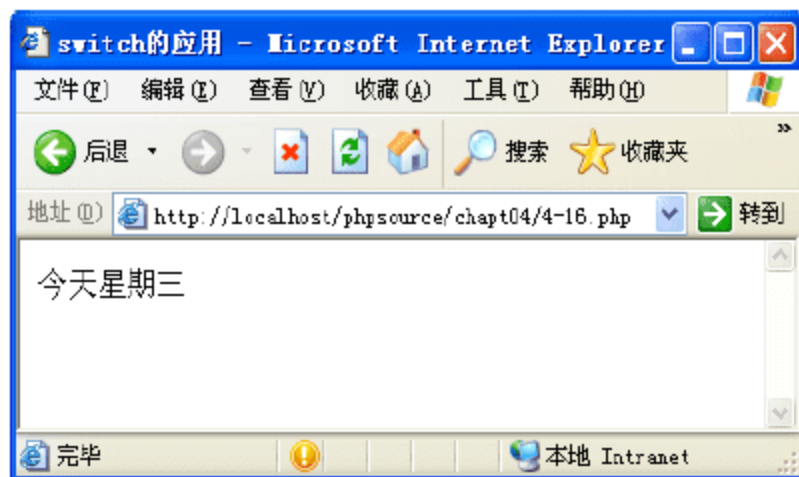 switch的应用 - Microsoft Internet Explorer
文件(F) 编辑(E) 查看(V) 收藏(A) 工具(T) 帮助(H)
后退 搜索 收藏夹 »
地址(D) http://localhost/phpsource/chapt04/4-16.php 转到
今天星期三
完毕 本地 Intranet